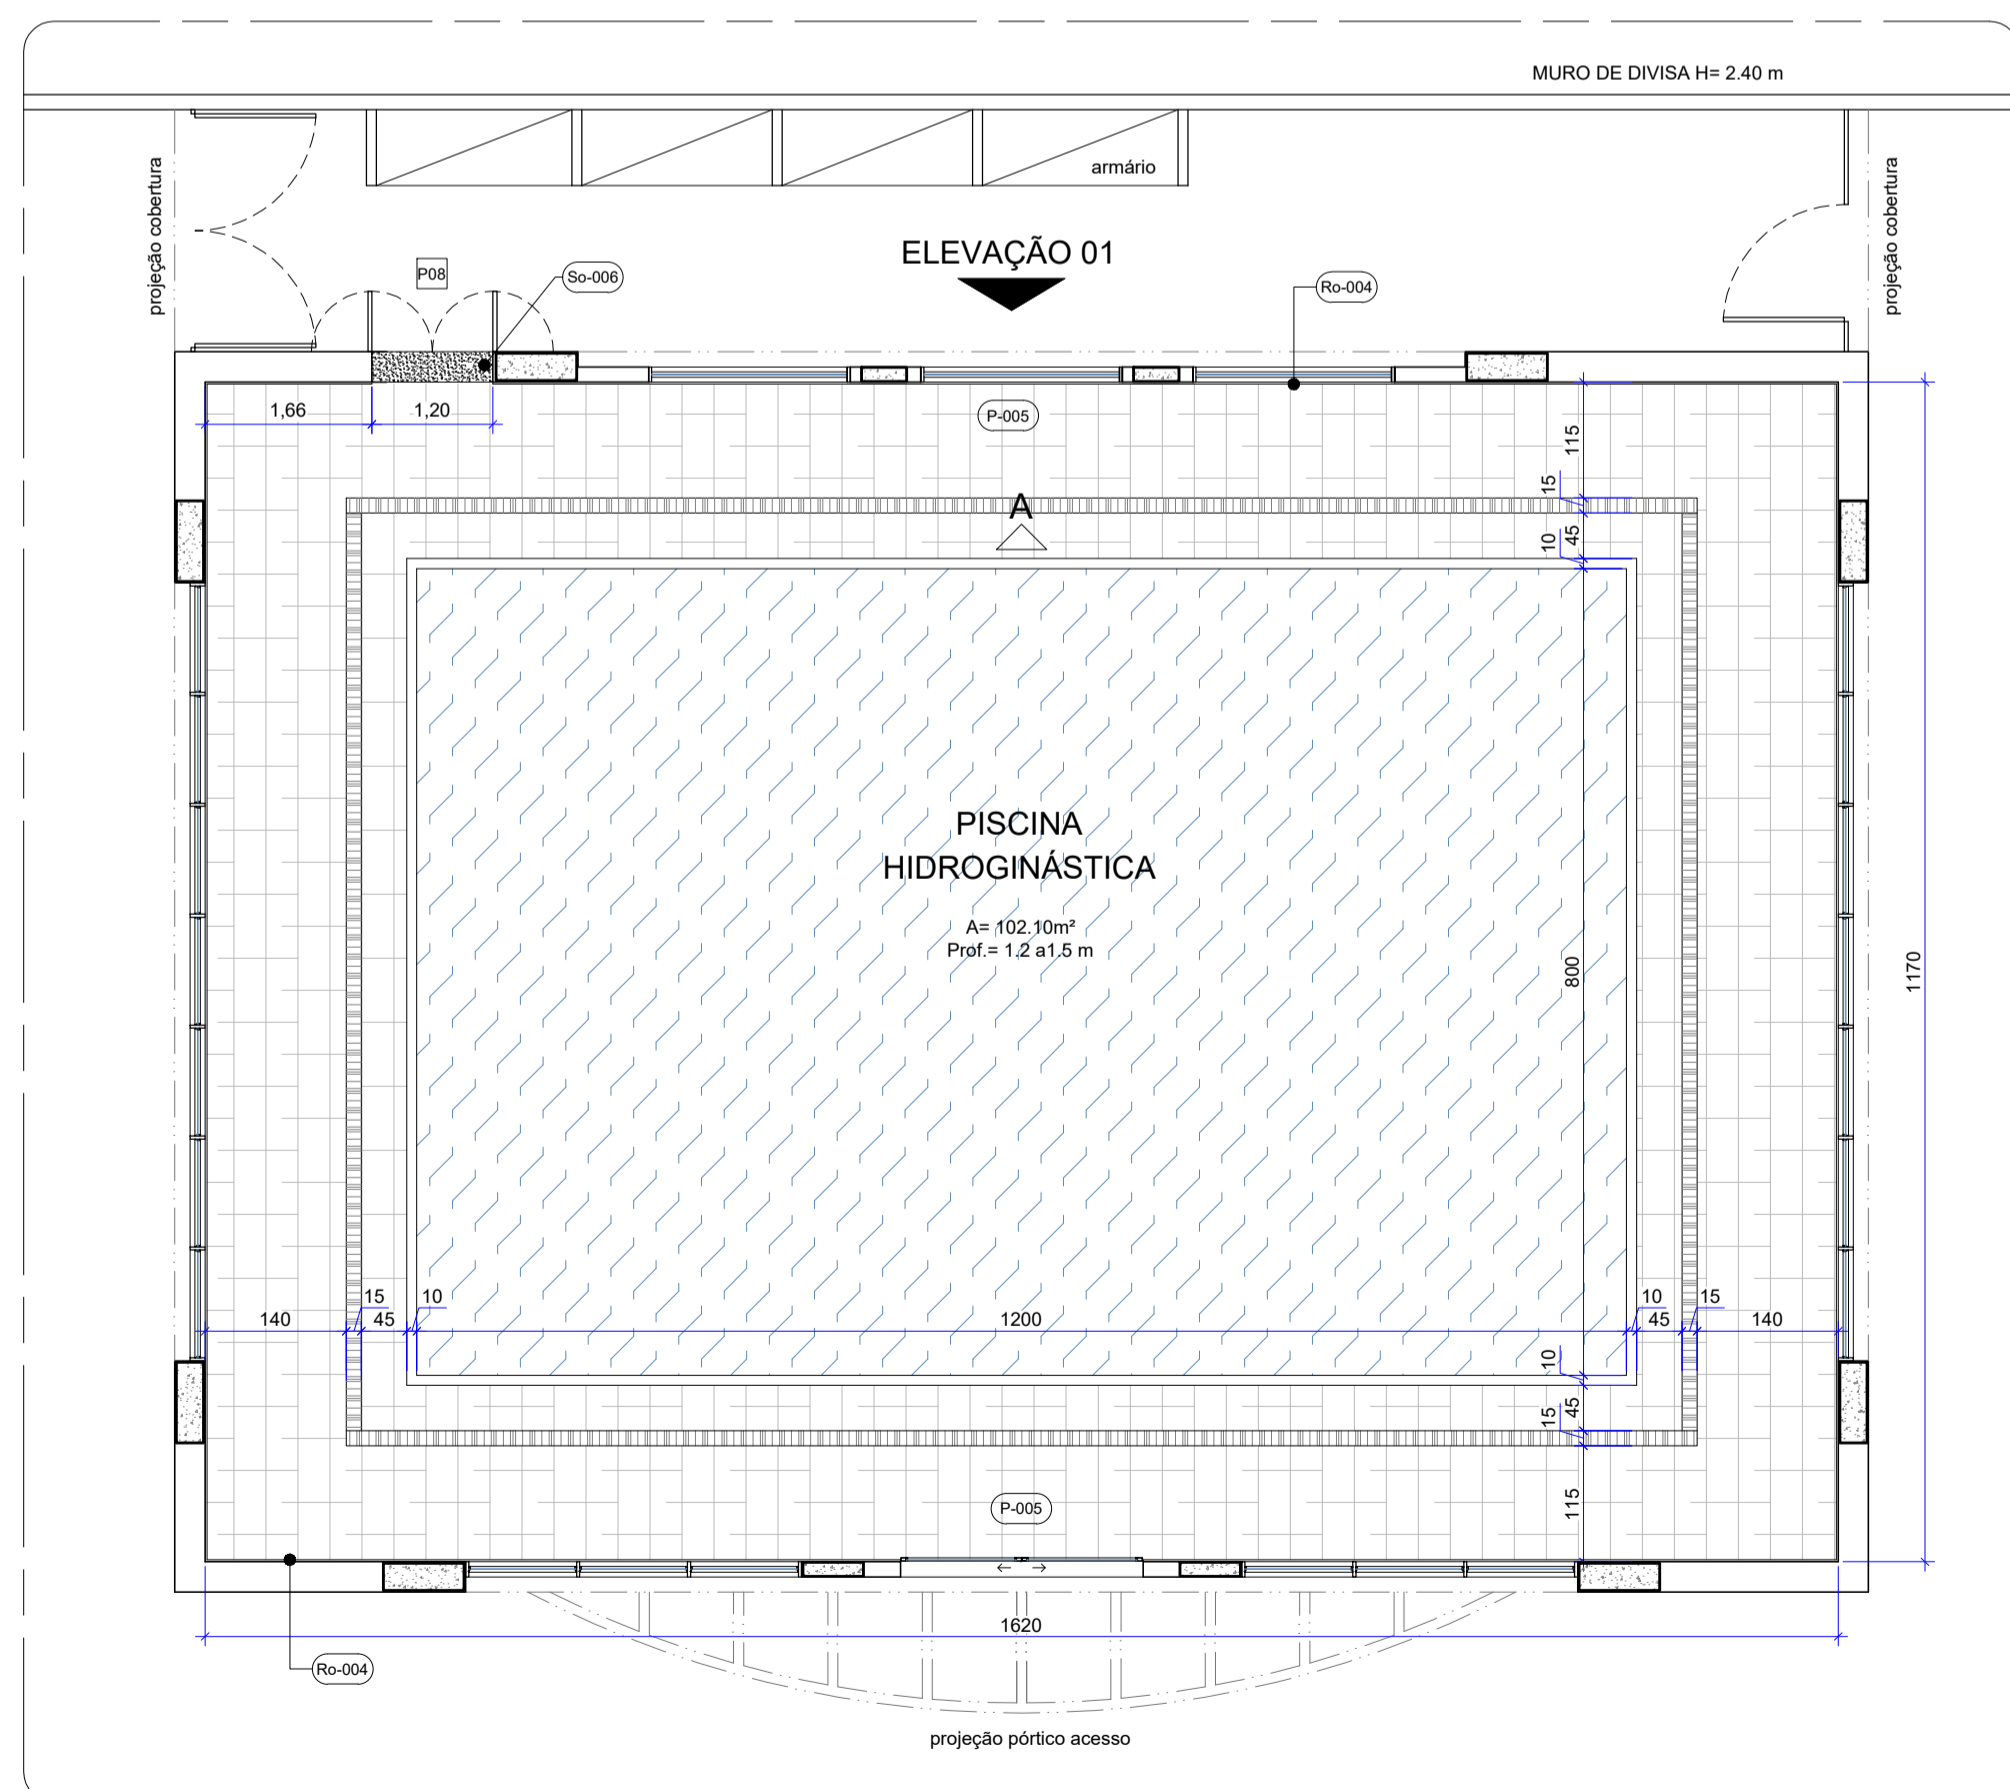 MURO DE DIVISA H= 2.40 m
projeção cobertura
armário
projeção cobertura
ELEVAÇÃO 01
P08
So-006
Ro-004
1,66
1,20
P-005
115
15
A
10
45
PISCINA
HIDROGINÁSTICA
A= 102.10m²
Prof.= 1.2 a1.5 m
800
1170
15
10
10
15
140
45
1200
45
140
10
45
15
P-005
115
1620
Ro-004
projeção pórtico acesso